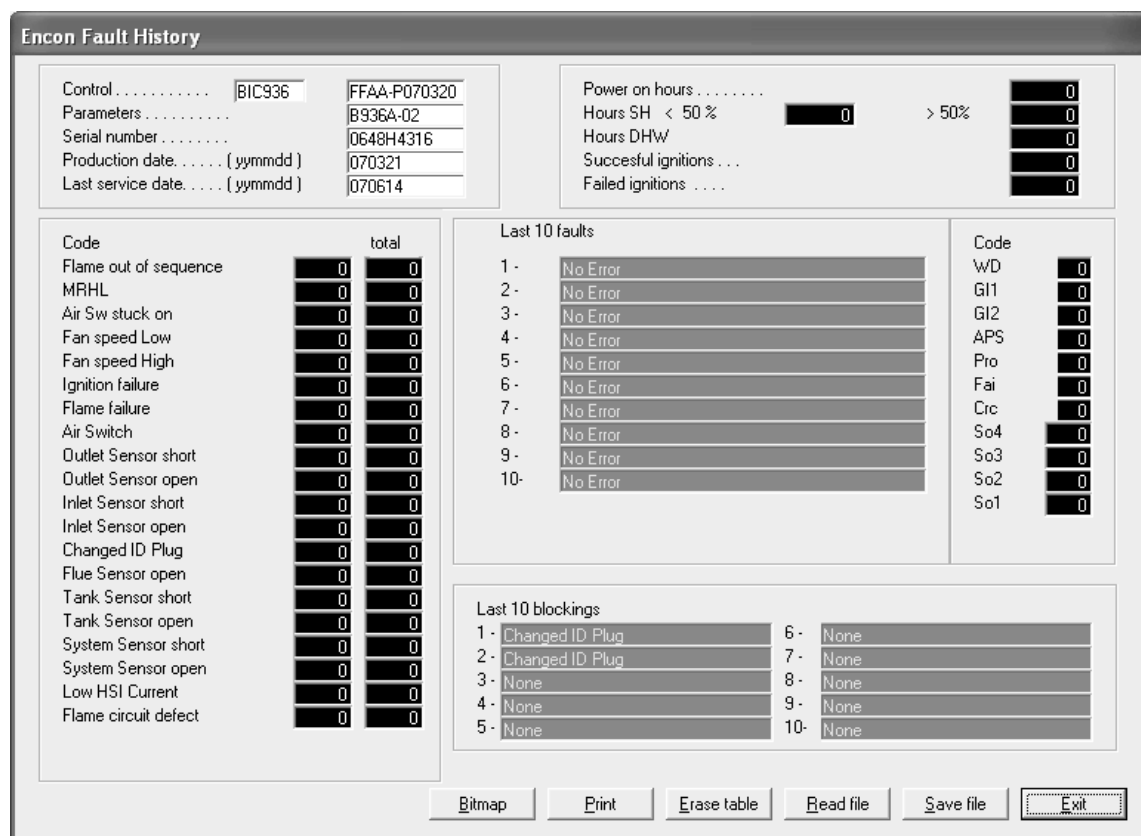 Encon Fault History
Control . . . . . . . . . . . BIC936 FFAA-P070320
Parameters . . . . . . . . . . B936A-02
Serial number . . . . . . . . 0648H4316
Production date. . . . . . ( yymmdd ) 070321
Last service date. . . . . ( yymmdd ) 070614
Power on hours . . . . . . . . 0
Hours SH < 50 % 0 > 50% 0
Hours DHW 0
Succesful ignitions . . . 0
Failed ignitions . . . . 0
Code total
Flame out of sequence 0 0
MRHL 0 0
Air Sw stuck on 0 0
Fan speed Low 0 0
Fan speed High 0 0
Ignition failure 0 0
Flame failure 0 0
Air Switch 0 0
Outlet Sensor short 0 0
Outlet Sensor open 0 0
Inlet Sensor short 0 0
Inlet Sensor open 0 0
Changed ID Plug 0 0
Flue Sensor open 0 0
Tank Sensor short 0 0
Tank Sensor open 0 0
System Sensor short 0 0
System Sensor open 0 0
Low HSI Current 0 0
Flame circuit defect 0 0
Last 10 faults
1 - No Error
2 - No Error
3 - No Error
4 - No Error
5 - No Error
6 - No Error
7 - No Error
8 - No Error
9 - No Error
10- No Error
Code
WD 0
GI1 0
GI2 0
APS 0
Pro 0
Fai 0
Crc 0
So4 0
So3 0
So2 0
So1 0
Last 10 blockings
1 - Changed ID Plug 6 - None
2 - Changed ID Plug 7 - None
3 - None 8 - None
4 - None 9 - None
5 - None 10- None
Bitmap Print Erase table Read file Save file Exit